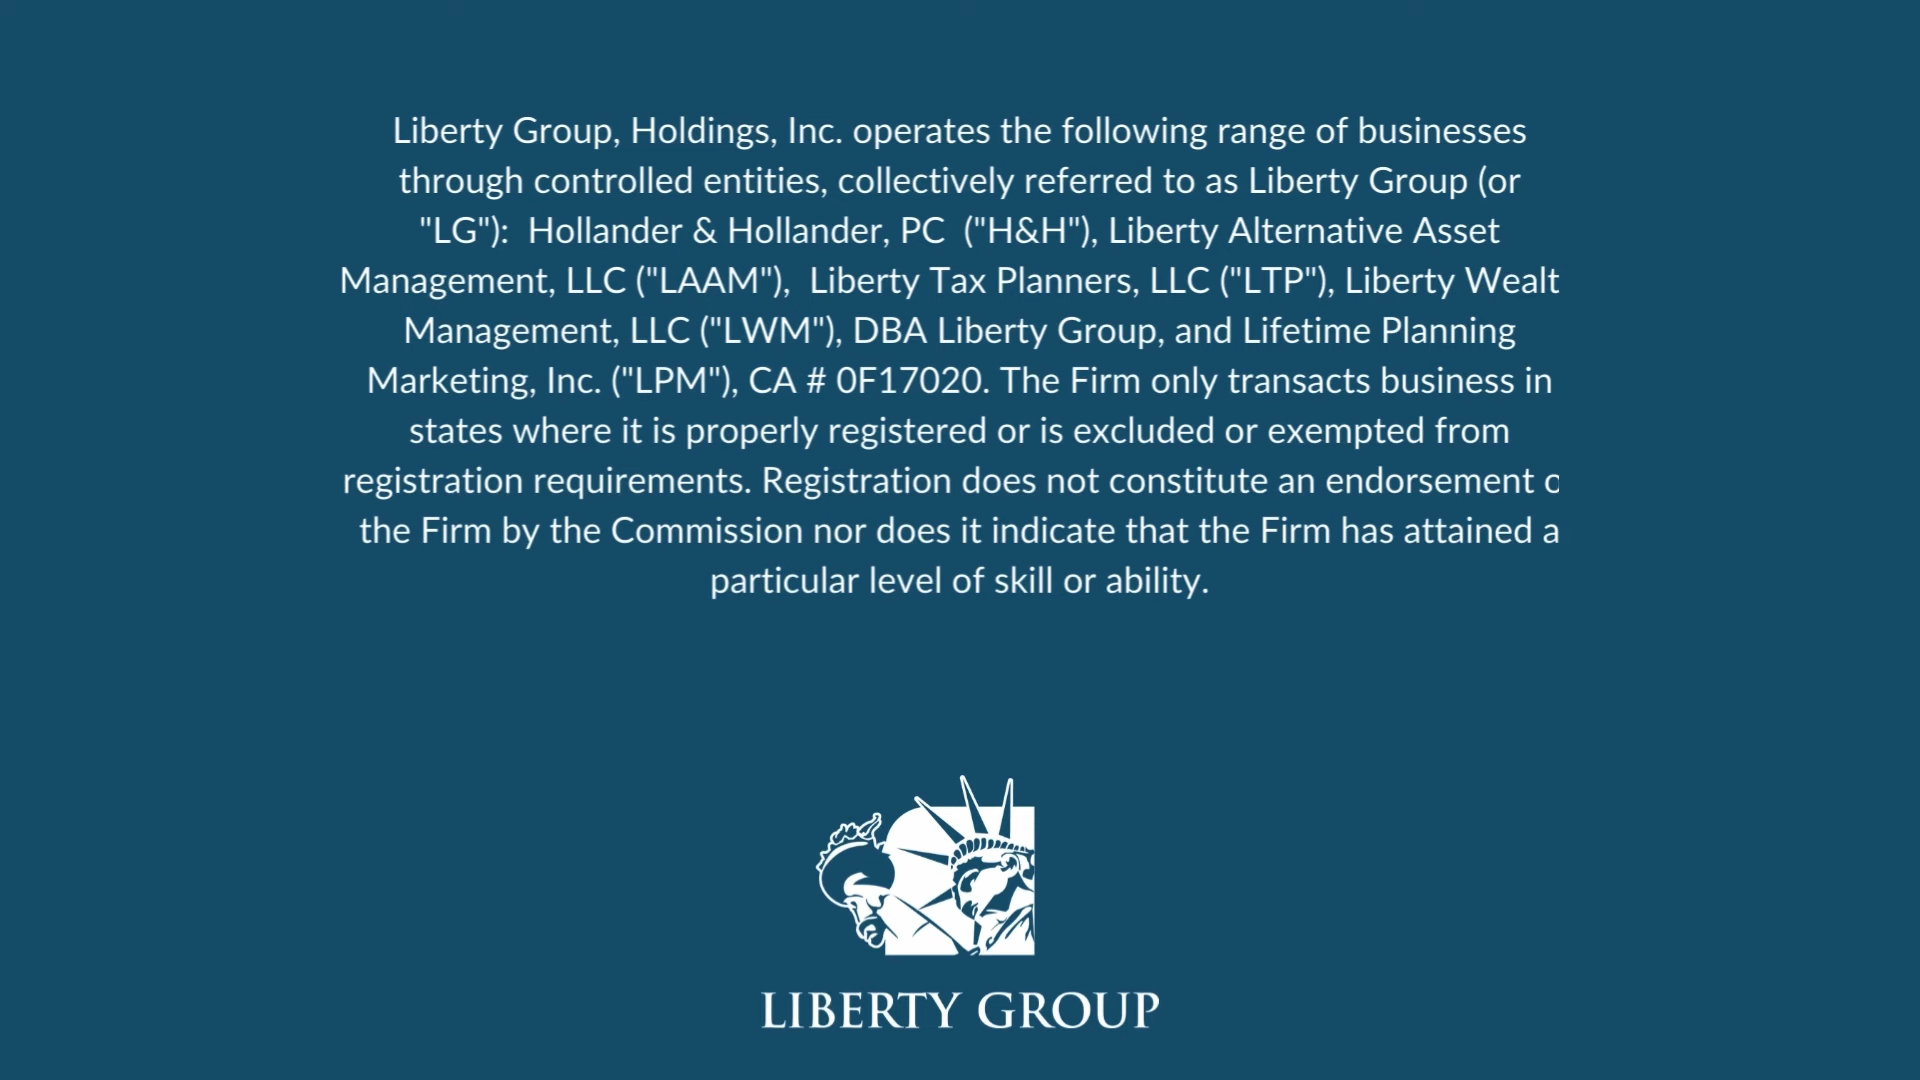 Liberty Group, Holdings, Inc. operates the following range of businesses
through controlled entities, collectively referred to as Liberty Group (or
"LG"):  Hollander & Hollander, PC  ("H&H"), Liberty Alternative Asset
Management, LLC ("LAAM"),  Liberty Tax Planners, LLC ("LTP"), Liberty Wealt
Management, LLC ("LWM"), DBA Liberty Group, and Lifetime Planning
Marketing, Inc. ("LPM"), CA # 0F17020. The Firm only transacts business in
states where it is properly registered or is excluded or exempted from
registration requirements. Registration does not constitute an endorsement o
the Firm by the Commission nor does it indicate that the Firm has attained a
particular level of skill or ability.
LIBERTY GROUP